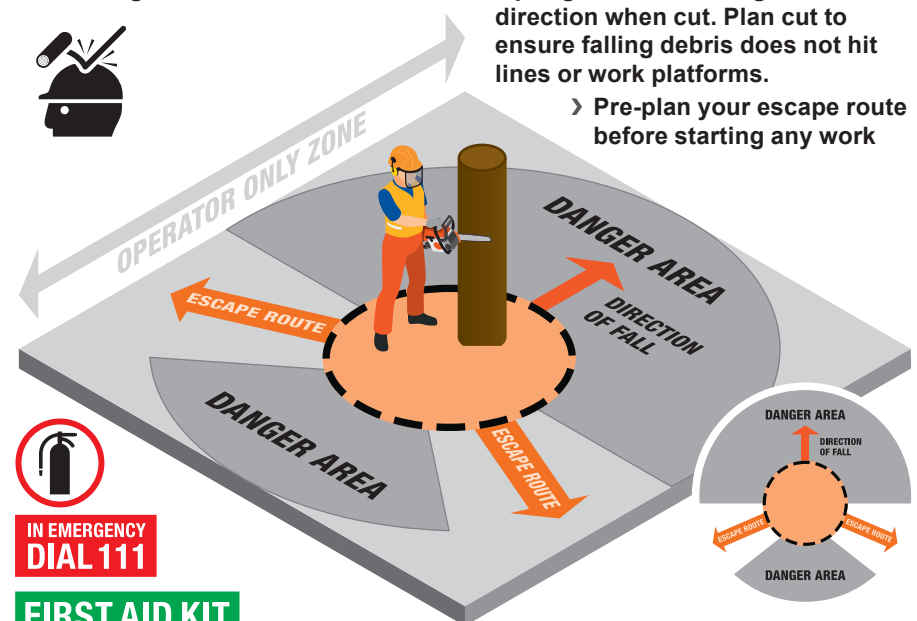 direction when cut. Plan cut to
ensure falling debris does not hit
lines or work platforms.
› Pre-plan your escape route
before starting any work
OPERATOR ONLY ZONE
DANGER AREA
ESCAPE ROUTE
DIRECTION
OF FALL
DANGER AREA
ESCAPE
ROUTE
IN EMERGENCY
DIAL 111
FIRST AID KIT
DANGER AREA
DIRECTION
OF FALL
ESCAPE ROUTE
ESCAPE ROUTE
DANGER AREA